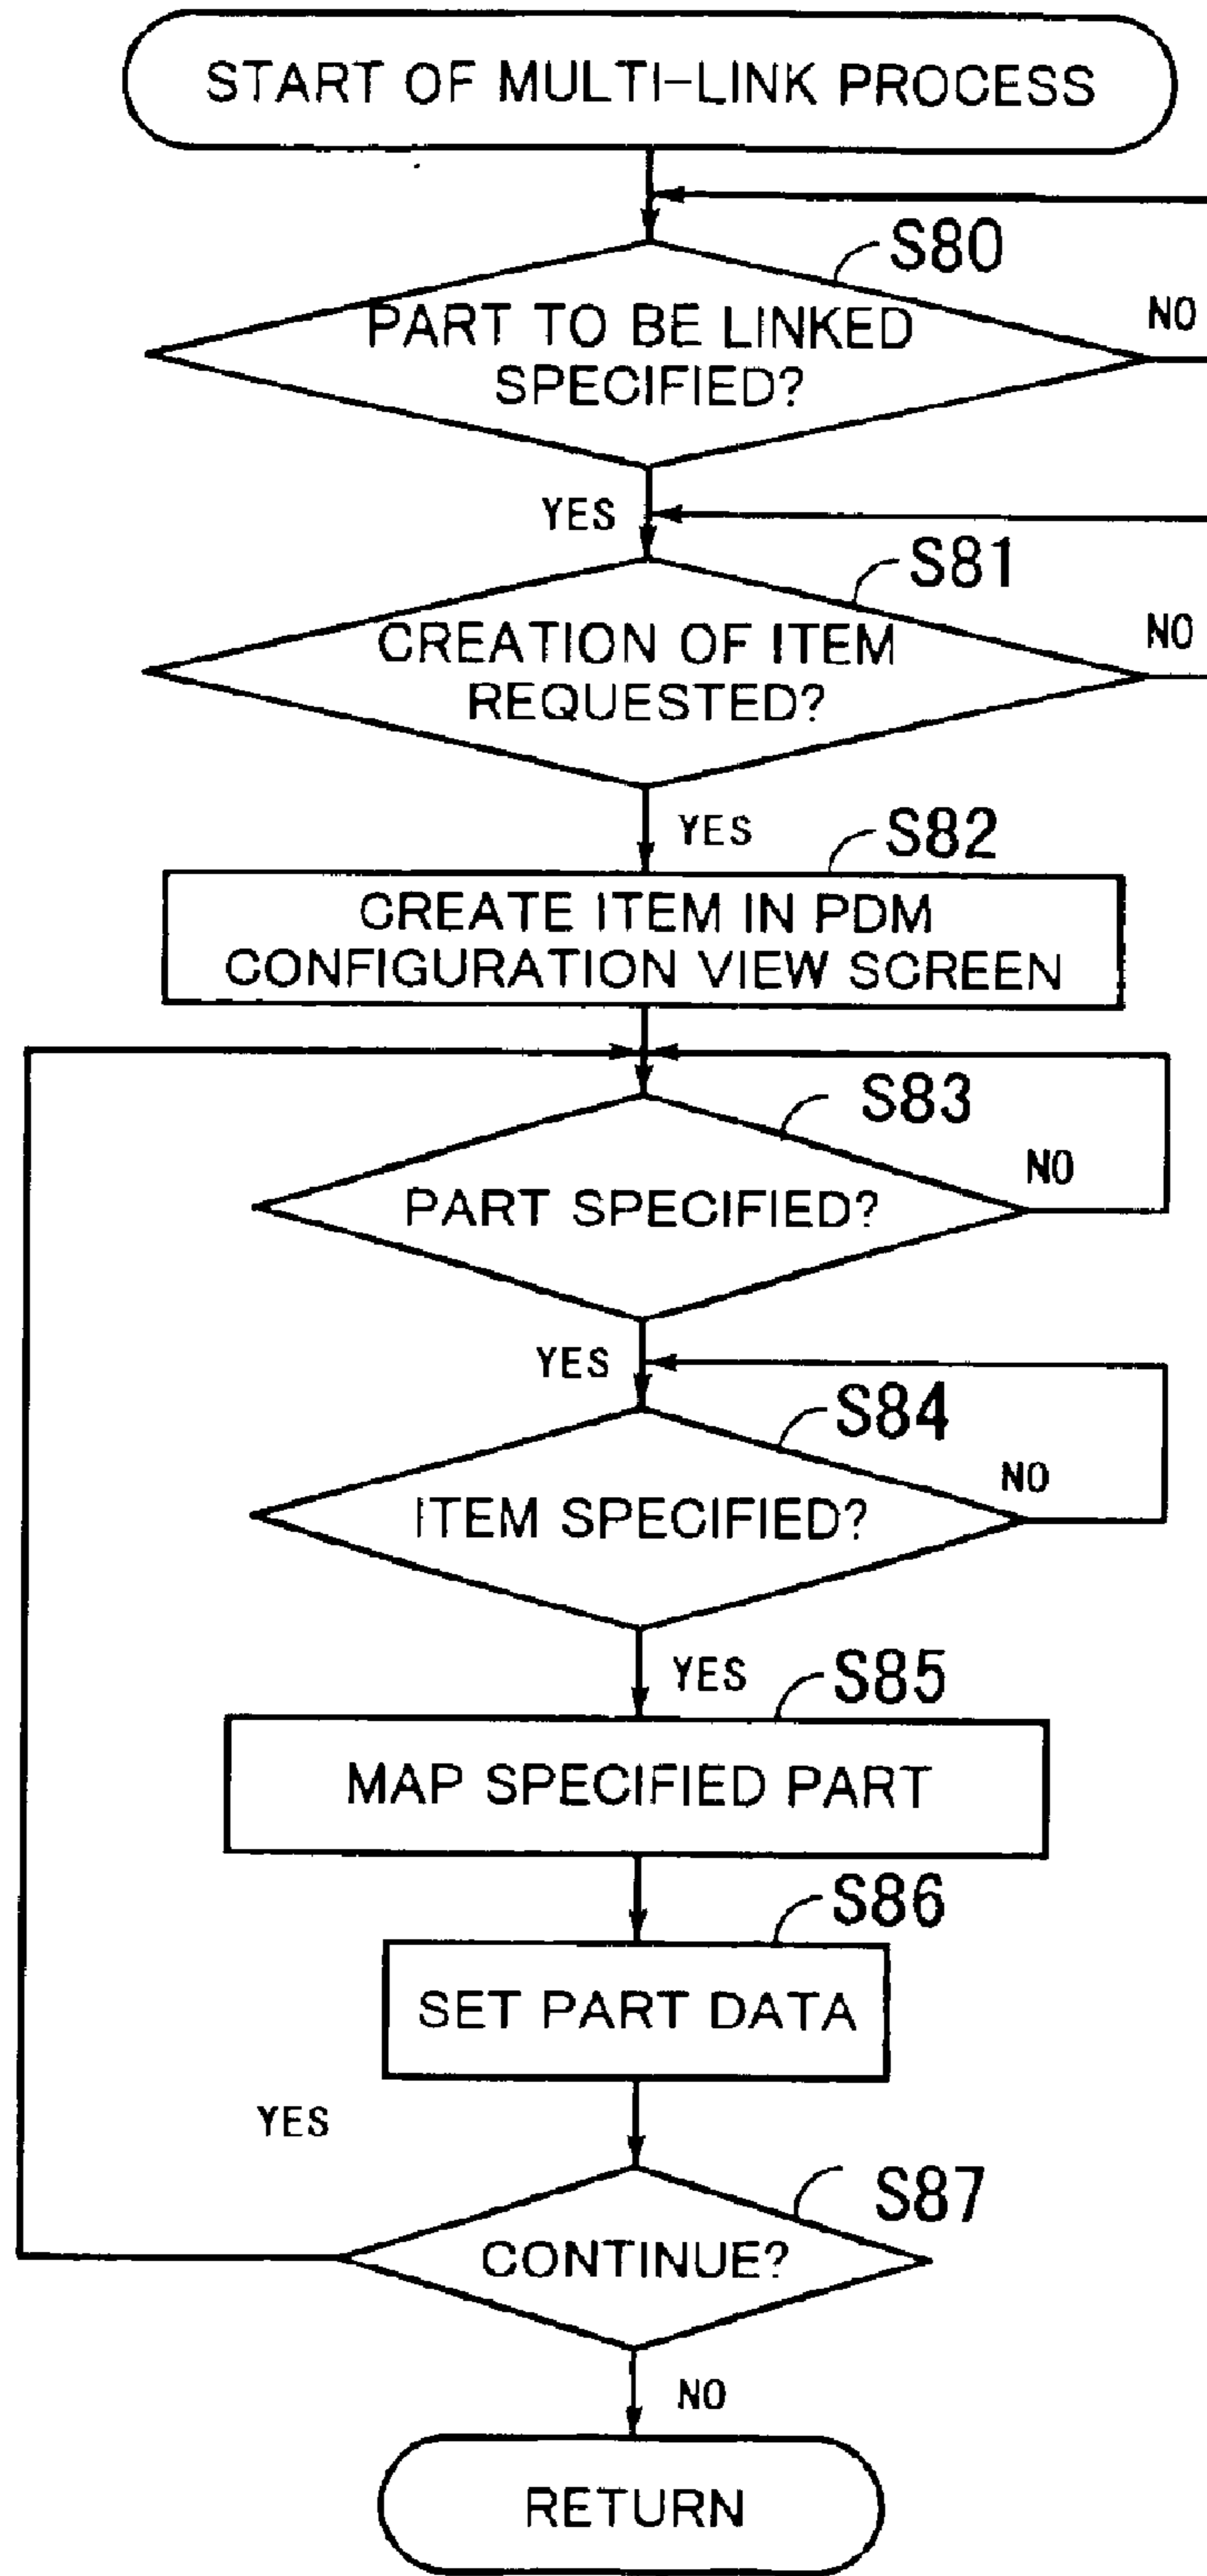 START OF MULTI-LINK PROCESS
S80
PART TO BE LINKED
SPECIFIED?
NO
YES
S81
CREATION OF ITEM
REQUESTED?
NO
YES
S82
CREATE ITEM IN PDM
CONFIGURATION VIEW SCREEN
S83
PART SPECIFIED?
NO
YES
S84
ITEM SPECIFIED?
NO
YES
S85
MAP SPECIFIED PART
S86
SET PART DATA
YES
S87
CONTINUE?
NO
RETURN